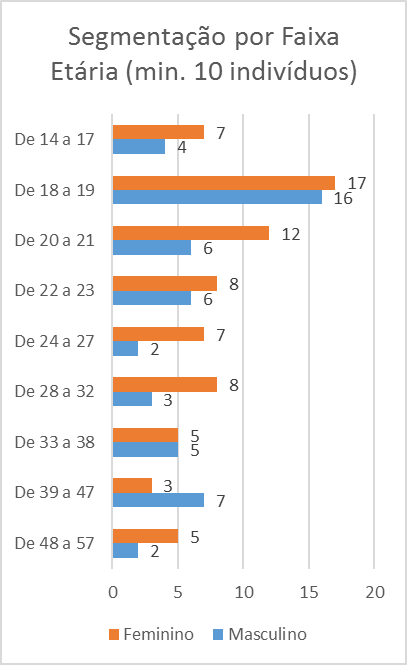 Segmentação por Faixa
Etária (min. 10 indivíduos)
De 14 a 17
7
4
De 18 a 19
17
16
De 20 a 21
12
6
De 22 a 23
8
6
De 24 a 27
7
2
De 28 a 32
8
3
De 33 a 38
5
5
De 39 a 47
3
7
De 48 a 57
5
2
0 5 10 15 20
Feminino Masculino